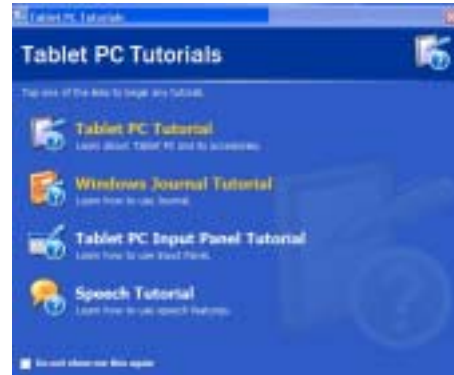 Tablet PC Tutorials
Tablet PC Tutorials
Tap one of the links to begin any tutorial.
Tablet PC Tutorial
Learn about Tablet PC and its accessories.
Windows Journal Tutorial
Learn how to use Journal.
Tablet PC Input Panel Tutorial
Learn how to use Input Panel.
Speech Tutorial
Learn how to use speech features.
Do not show me this again